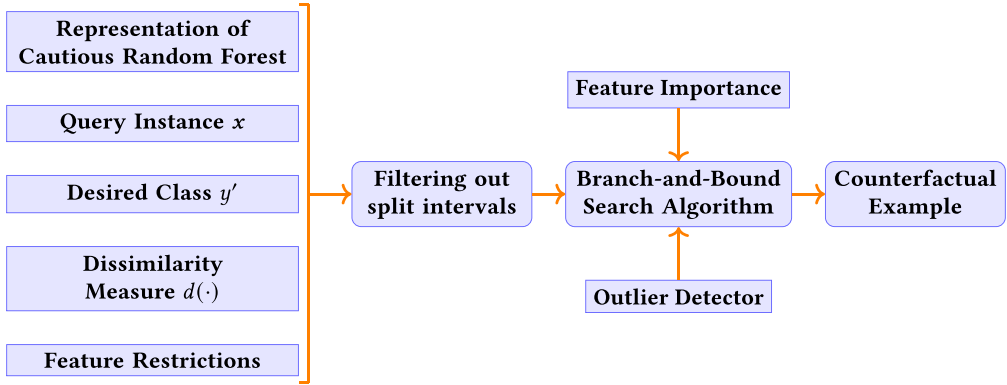 Representation of
Cautious Random Forest
Query Instance x
Desired Class y′
Dissimilarity
Measure d(·)
Feature Restrictions
Filtering out
split intervals
Feature Importance
Branch-and-Bound
Search Algorithm
Outlier Detector
Counterfactual
Example